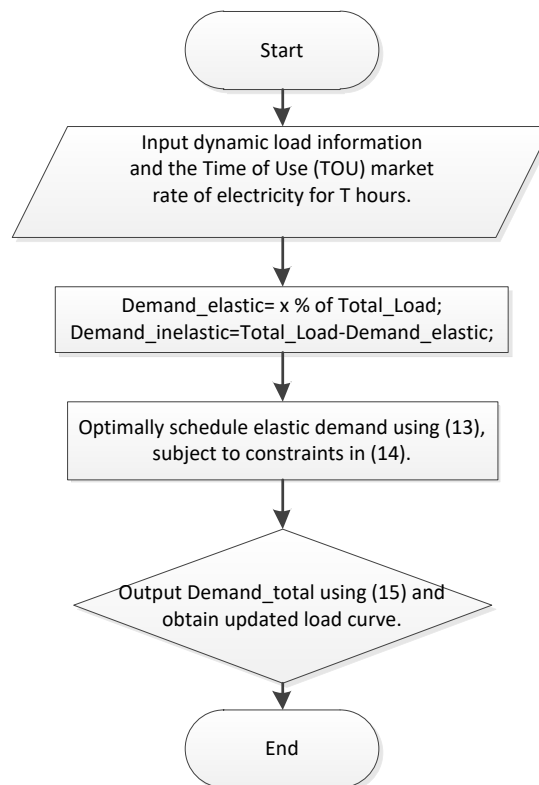 Start
Input dynamic load information
and the Time of Use (TOU) market
rate of electricity for T hours.
Demand_elastic= x % of Total_Load;
Demand_inelastic=Total_Load-Demand_elastic;
Optimally schedule elastic demand using (13),
subject to constraints in (14).
Output Demand_total using (15) and
obtain updated load curve.
End